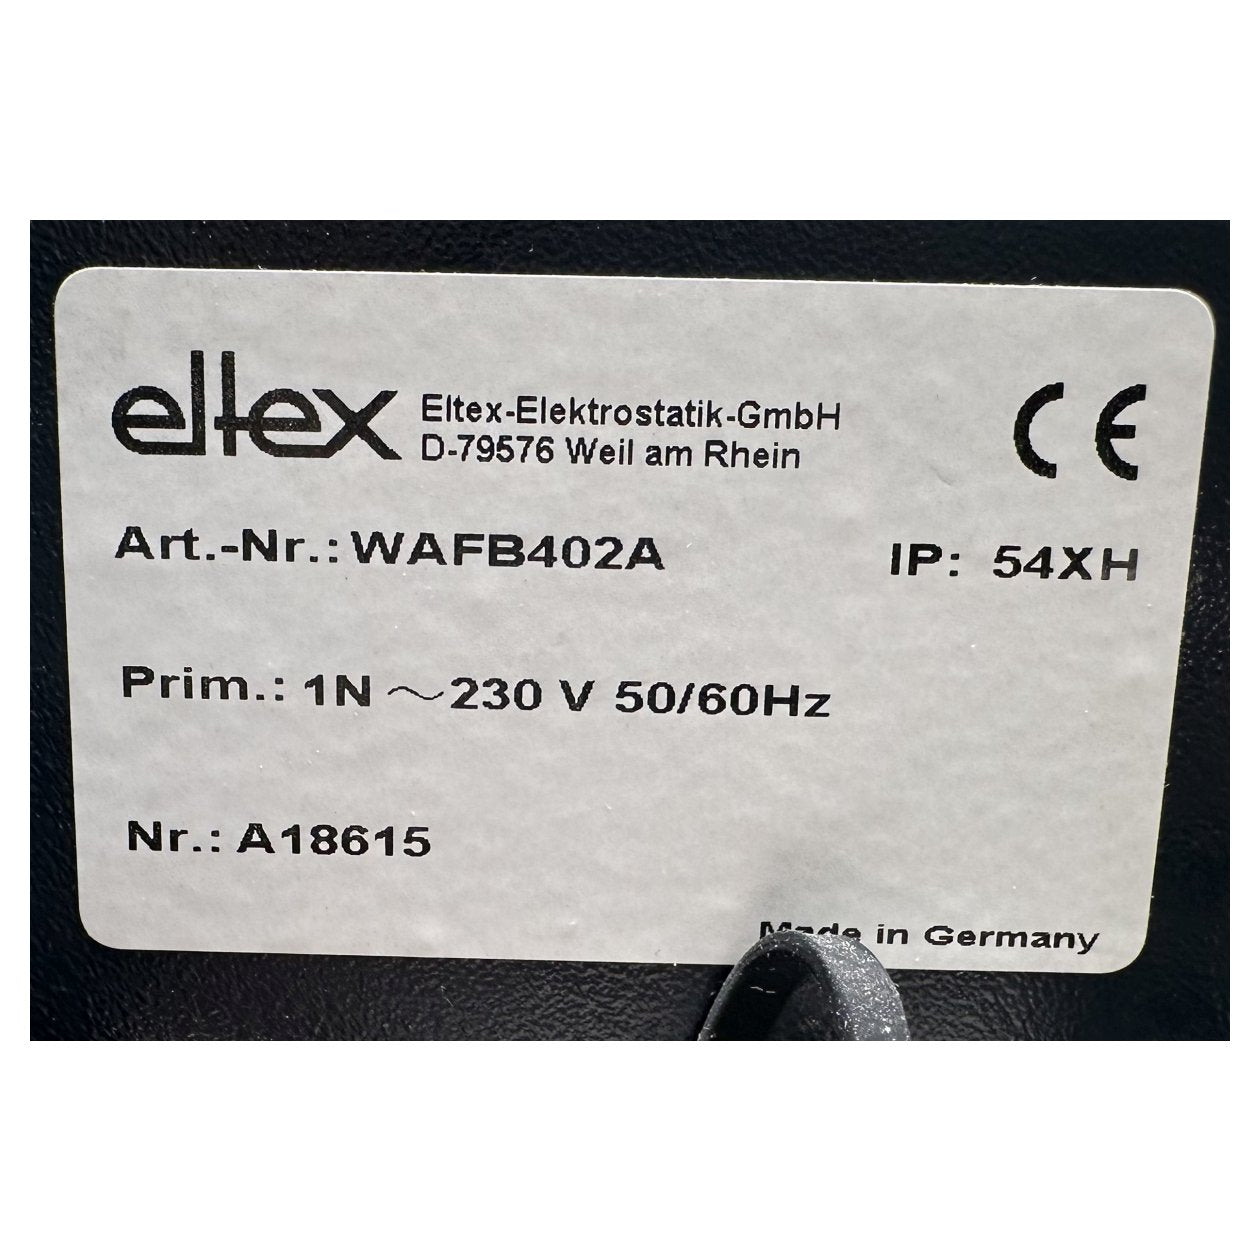 eltex
Eltex-Elektrostatik-GmbH
D-79576 Weil am Rhein
CE
Art.-Nr.: WAFB402A
IP: 54XH
Prim.: 1N ~ 230 V 50/60Hz
Nr.: A18615
Made in Germany